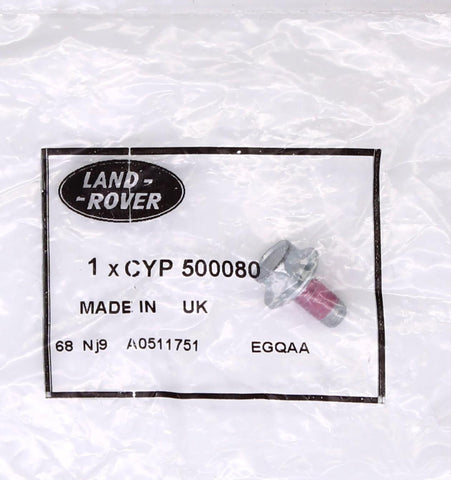 LAND-
-ROVER
1 x CYP 500080
MADE IN UK
68 Nj9 A0511751 EGQAA